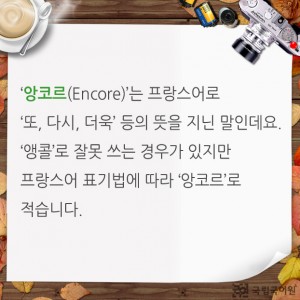 ‘앙코르(Encore)’는 프랑스어로
‘또, 다시, 더욱’ 등의 뜻을 지닌 말인데요.
‘앵콜’로 잘못 쓰는 경우가 있지만
프랑스어 표기법에 따라 ‘앙코르’로
적습니다.
국립국어원